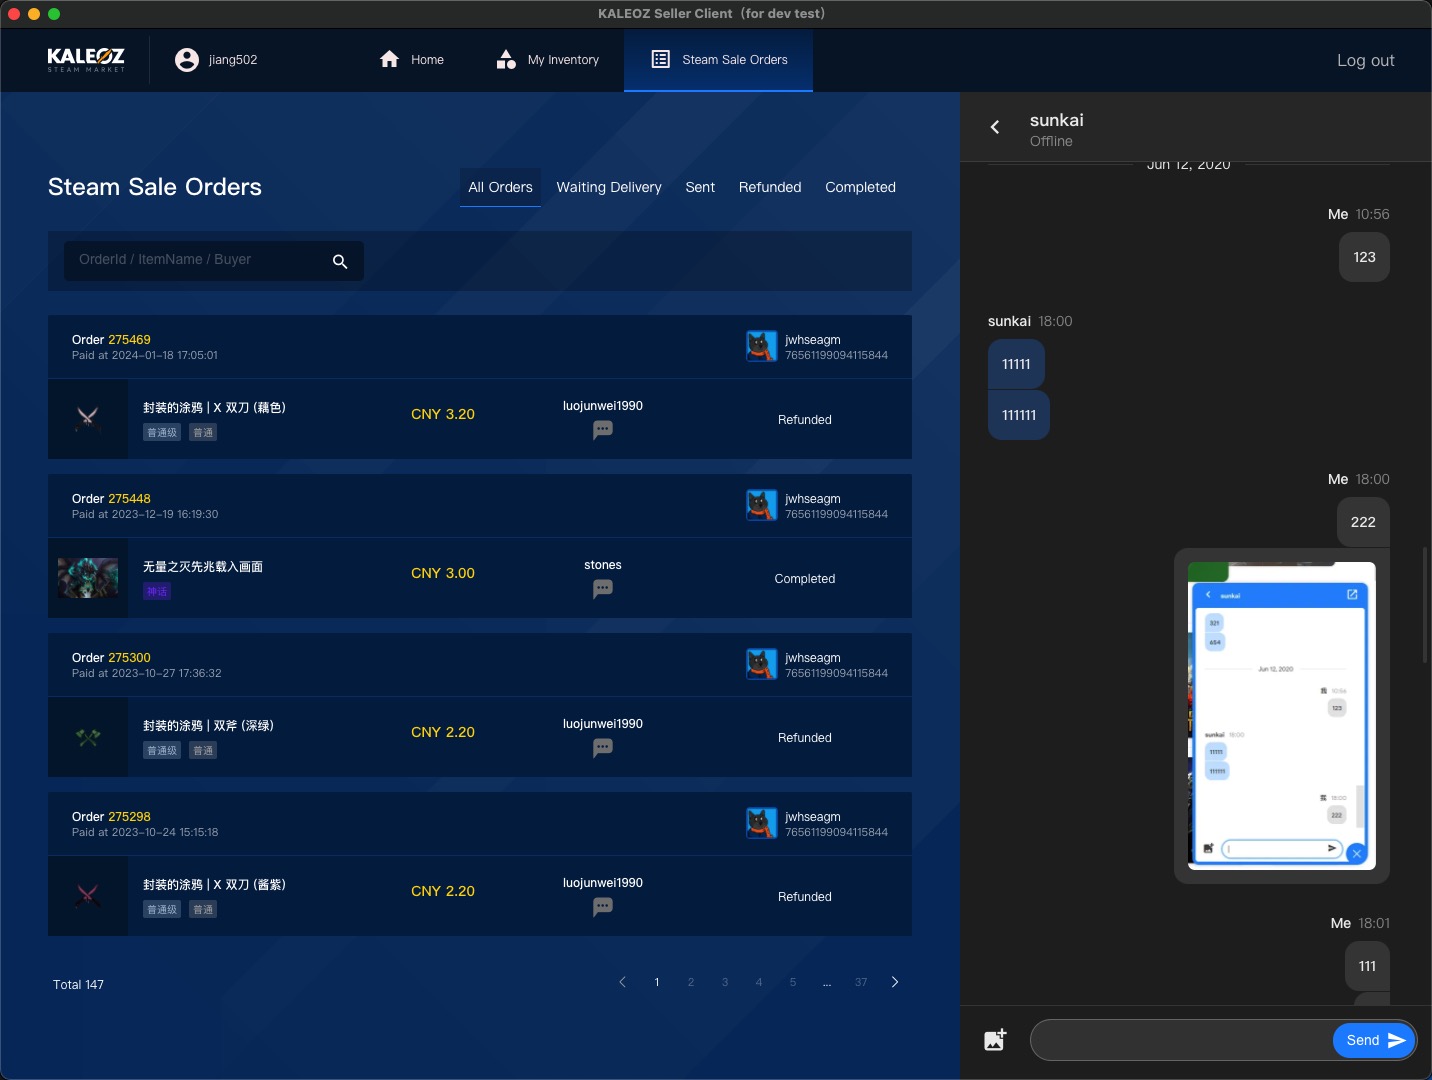 KALEOZ Seller Client（for dev test）
KALEOZ
STEAM MARKET
jiang502
Home
My Inventory
Steam Sale Orders
Log out
Steam Sale Orders
All Orders
Waiting Delivery
Sent
Refunded
Completed
OrderId / ItemName / Buyer
Order 275469
Paid at 2024-01-18 17:05:01
jwhseagm
76561199094115844
封装的涂鸦 | X 双刀 (藕色)
普通级 普通
CNY 3.20
luojunwei1990
Refunded
Order 275448
Paid at 2023-12-19 16:19:30
jwhseagm
76561199094115844
无量之灭先兆载入画面
神话
CNY 3.00
stones
Completed
Order 275300
Paid at 2023-10-27 17:36:32
jwhseagm
76561199094115844
封装的涂鸦 | 双斧 (深绿)
普通级 普通
CNY 2.20
luojunwei1990
Refunded
Order 275298
Paid at 2023-10-24 15:15:18
jwhseagm
76561199094115844
封装的涂鸦 | X 双刀 (酱紫)
普通级 普通
CNY 2.20
luojunwei1990
Refunded
Total 147
1 2 3 4 5 ... 37
sunkai
Offline
Jun 12, 2020
Me 10:56
123
sunkai 18:00
11111
111111
Me 18:00
222
sunkai
321
654
Jun 12, 2020
我 10:56
123
sunkai 18:00
11111
111111
我 18:00
222
Me 18:01
111
Send